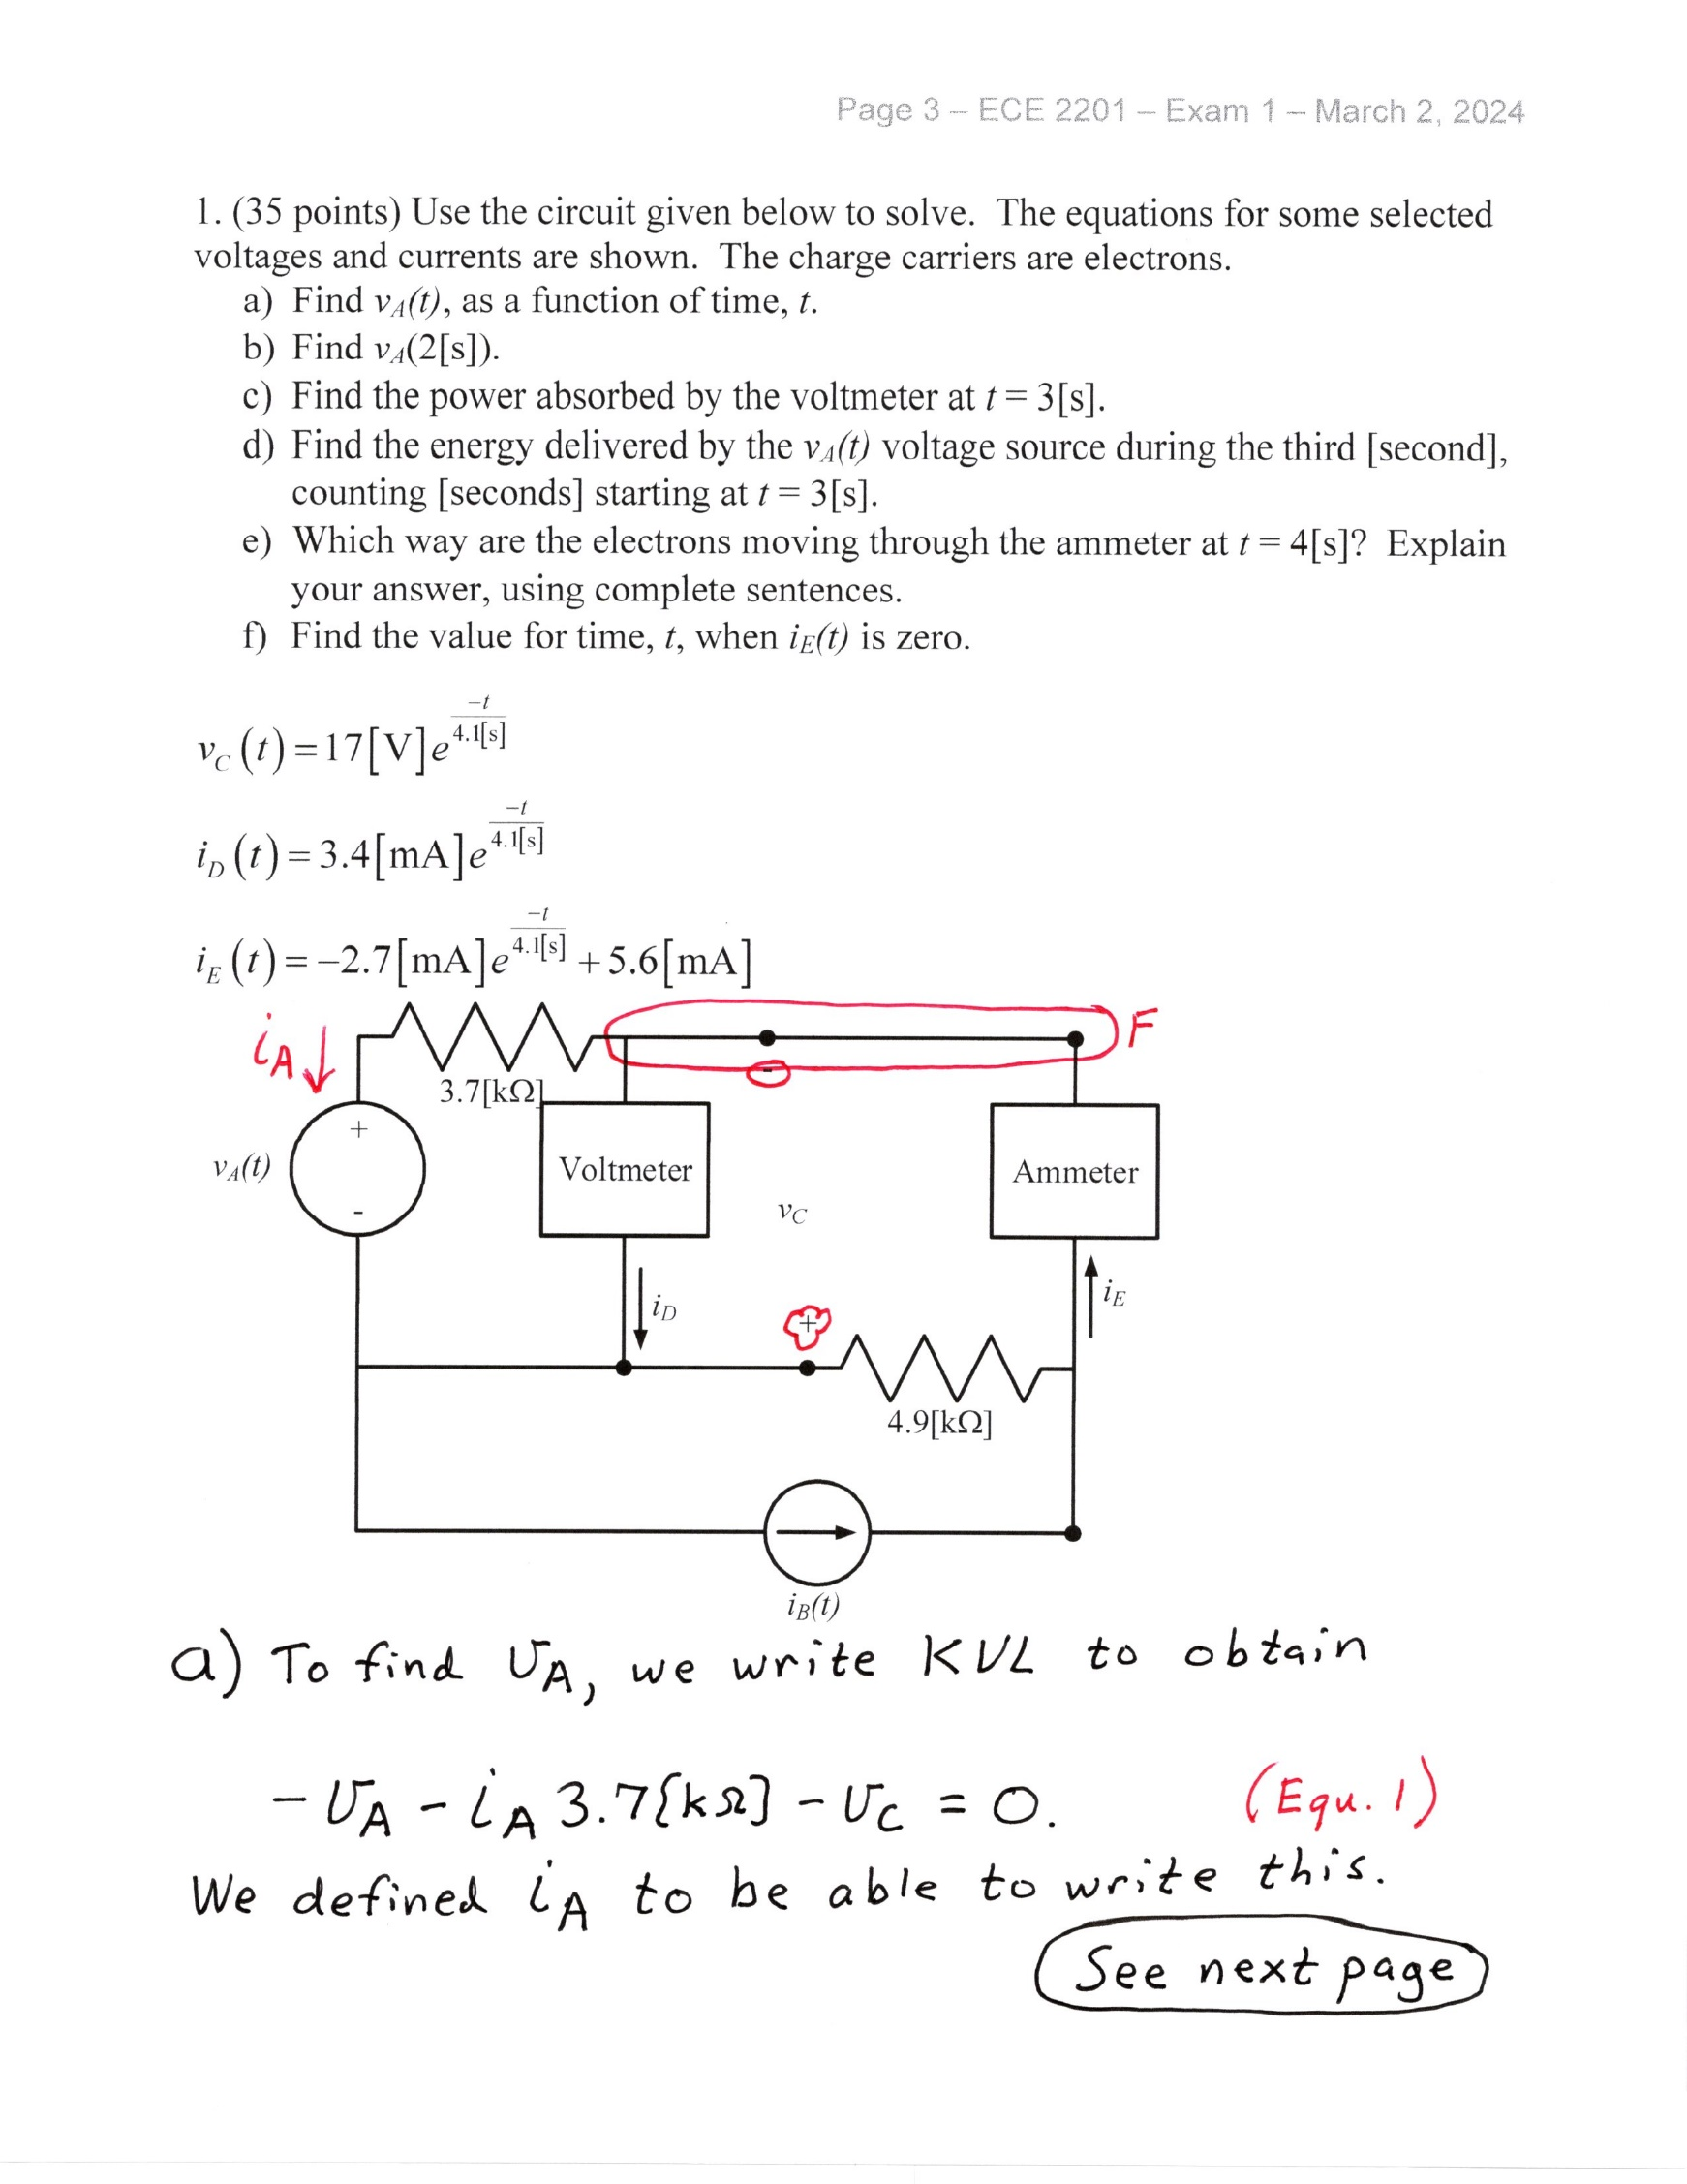 Page 3 – ECE 2201 – Exam 1 – March 2, 2024
1. (35 points) Use the circuit given below to solve.  The equations for some selected
voltages and currents are shown.  The charge carriers are electrons.
a) Find vA(t), as a function of time, t.
b) Find vA(2[s]).
c) Find the power absorbed by the voltmeter at t = 3[s].
d) Find the energy delivered by the vA(t) voltage source during the third [second],
counting [seconds] starting at t = 3[s].
e) Which way are the electrons moving through the ammeter at t = 4[s]?  Explain
your answer, using complete sentences.
f) Find the value for time, t, when iE(t) is zero.
vC(t) = 17[V]e^(-t/4.1[s])
iD(t) = 3.4[mA]e^(-t/4.1[s])
iE(t) = −2.7[mA]e^(-t/4.1[s]) + 5.6[mA]
iA
F
-
3.7[kΩ]
+
vA(t)
Voltmeter
Ammeter
-
vC
iD
iE
+
4.9[kΩ]
iB(t)
a) To find vA, we write KVL to obtain
- vA - iA 3.7[kΩ] - vC = 0. (Equ. 1)
We defined iA to be able to write this.
See next page